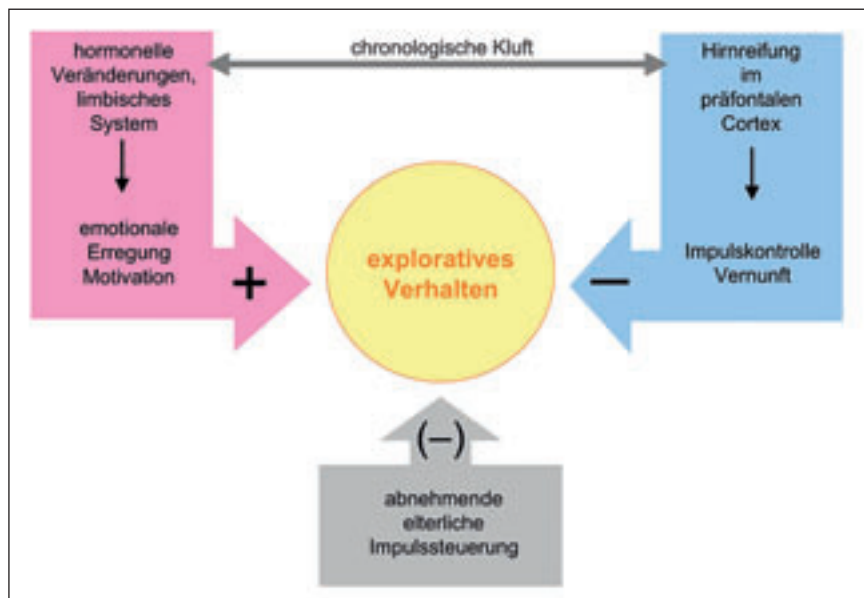 hormonelle
Veränderungen,
limbisches
System
emotionale
Erregung
Motivation
+
chronologische Kluft
exploratives
Verhalten
Hirnreifung
im
präfontalen
Cortex
Impulskontrolle
Vernunft
−
(−)
abnehmende
elterliche
Impulssteuerung